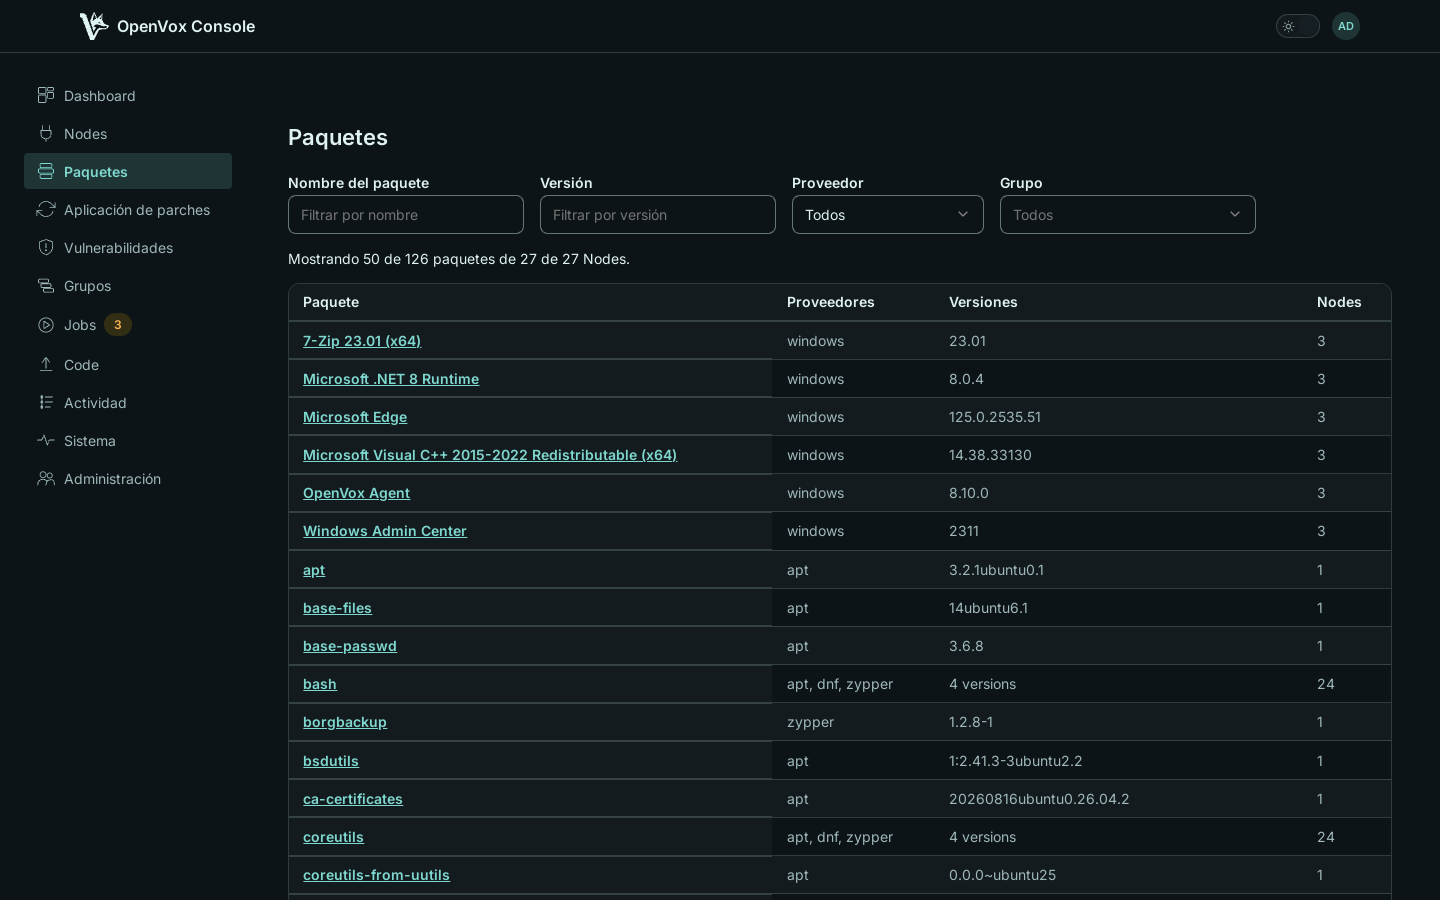 OpenVox Console
AD
Dashboard
Nodes
Paquetes
Aplicación de parches
Vulnerabilidades
Grupos
Jobs 3
Code
Actividad
Sistema
Administración
Paquetes
Nombre del paquete Versión Proveedor Grupo
Filtrar por nombre Filtrar por versión Todos Todos
Mostrando 50 de 126 paquetes de 27 de 27 Nodes.
Paquete Proveedores Versiones Nodes
7-Zip 23.01 (x64) windows 23.01 3
Microsoft .NET 8 Runtime windows 8.0.4 3
Microsoft Edge windows 125.0.2535.51 3
Microsoft Visual C++ 2015-2022 Redistributable (x64) windows 14.38.33130 3
OpenVox Agent windows 8.10.0 3
Windows Admin Center windows 2311 3
apt apt 3.2.1ubuntu0.1 1
base-files apt 14ubuntu6.1 1
base-passwd apt 3.6.8 1
bash apt, dnf, zypper 4 versions 24
borgbackup zypper 1.2.8-1 1
bsdutils apt 1:2.41.3-3ubuntu2.2 1
ca-certificates apt 20260816ubuntu0.26.04.2 1
coreutils apt, dnf, zypper 4 versions 24
coreutils-from-uutils apt 0.0.0~ubuntu25 1